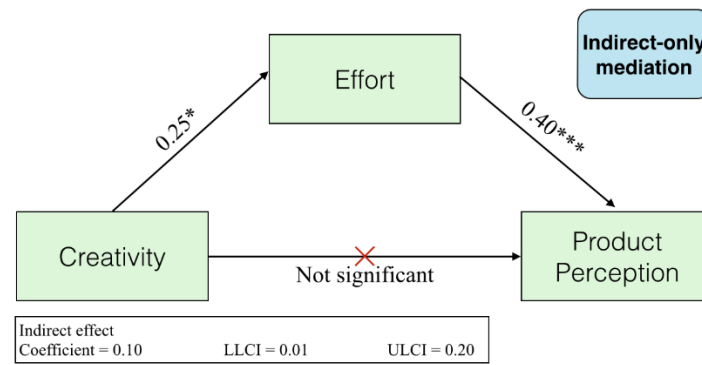 Indirect-only
mediation
Effort
0.25*
0.40***
Creativity
Not significant
Product
Perception
Indirect effect
Coefficient = 0.10 LLCI = 0.01 ULCI = 0.20